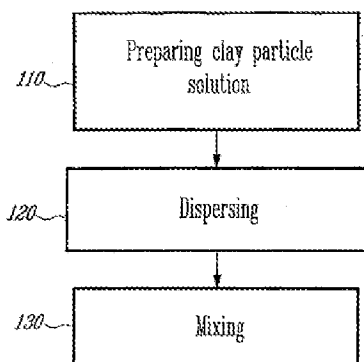 Preparing clay particle
110
solution
120
Dispersing
130
Mixing